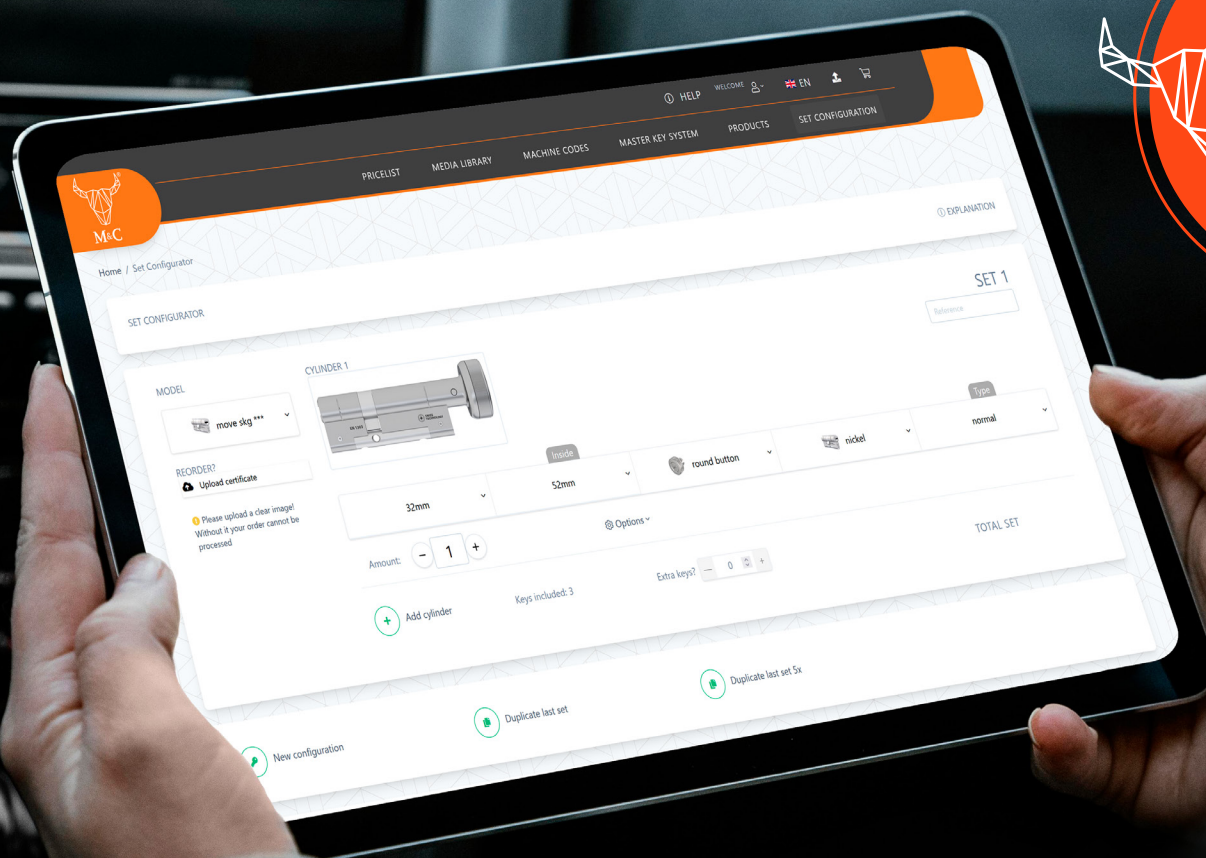 HELP
WELCOME
EN
PRICELIST
MEDIA LIBRARY
MACHINE CODES
MASTER KEY SYSTEM
PRODUCTS
SET CONFIGURATION
M&C
Home / Set Configurator
EXPLANATION
SET CONFIGURATOR
SET 1
Reference
MODEL
move skg ***
REORDER?
Upload certificate
Please upload a clear image!
Without it your order cannot be
processed
CYLINDER 1
32mm
Inside
52mm
round button
nickel
Type
normal
Amount: - 1 +
Options
Add cylinder
Keys included: 3
Extra keys? — 0 +
TOTAL SET
New configuration
Duplicate last set
Duplicate last set 5x